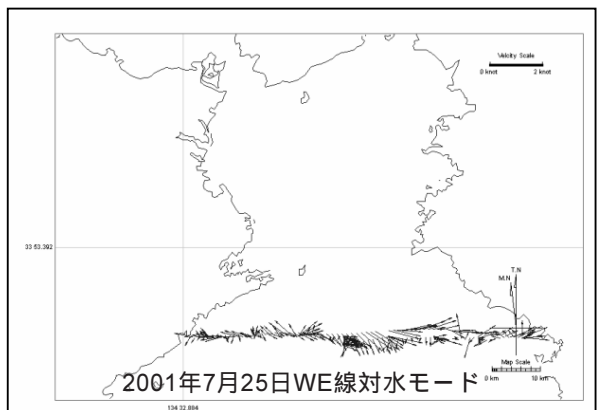 Velcity Scale
0 knot 2 knot
33 53.392
T.N
M.N
Map Scale
0 km 10 km
2001年7月25日WE線対水モード
134 32.884